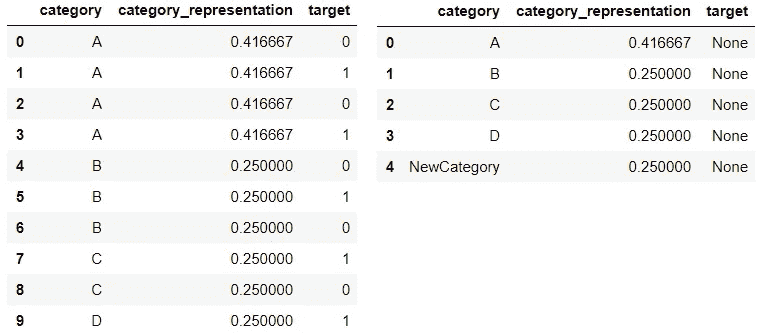 category category_representation target
0 A 0.416667 0
1 A 0.416667 1
2 A 0.416667 0
3 A 0.416667 1
4 B 0.250000 0
5 B 0.250000 1
6 B 0.250000 0
7 C 0.250000 1
8 C 0.250000 0
9 D 0.250000 1
category category_representation target
0 A 0.416667 None
1 B 0.250000 None
2 C 0.250000 None
3 D 0.250000 None
4 NewCategory 0.250000 None